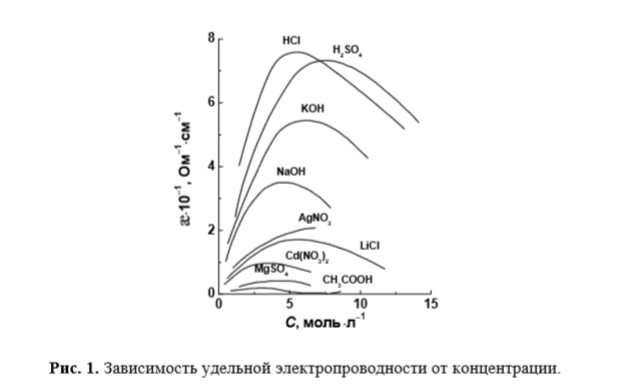 8
HCl
H₂SO₄
6
KOH
4
NaOH
AgNO₃
2
LiCl
Cd(NO₃)₂
MgSO₄
CH₃COOH
0
0 5 10 15
æ·10⁻¹, Ом⁻¹·см⁻¹
C, моль·л⁻¹
Рис. 1. Зависимость удельной электропроводности от концентрации.